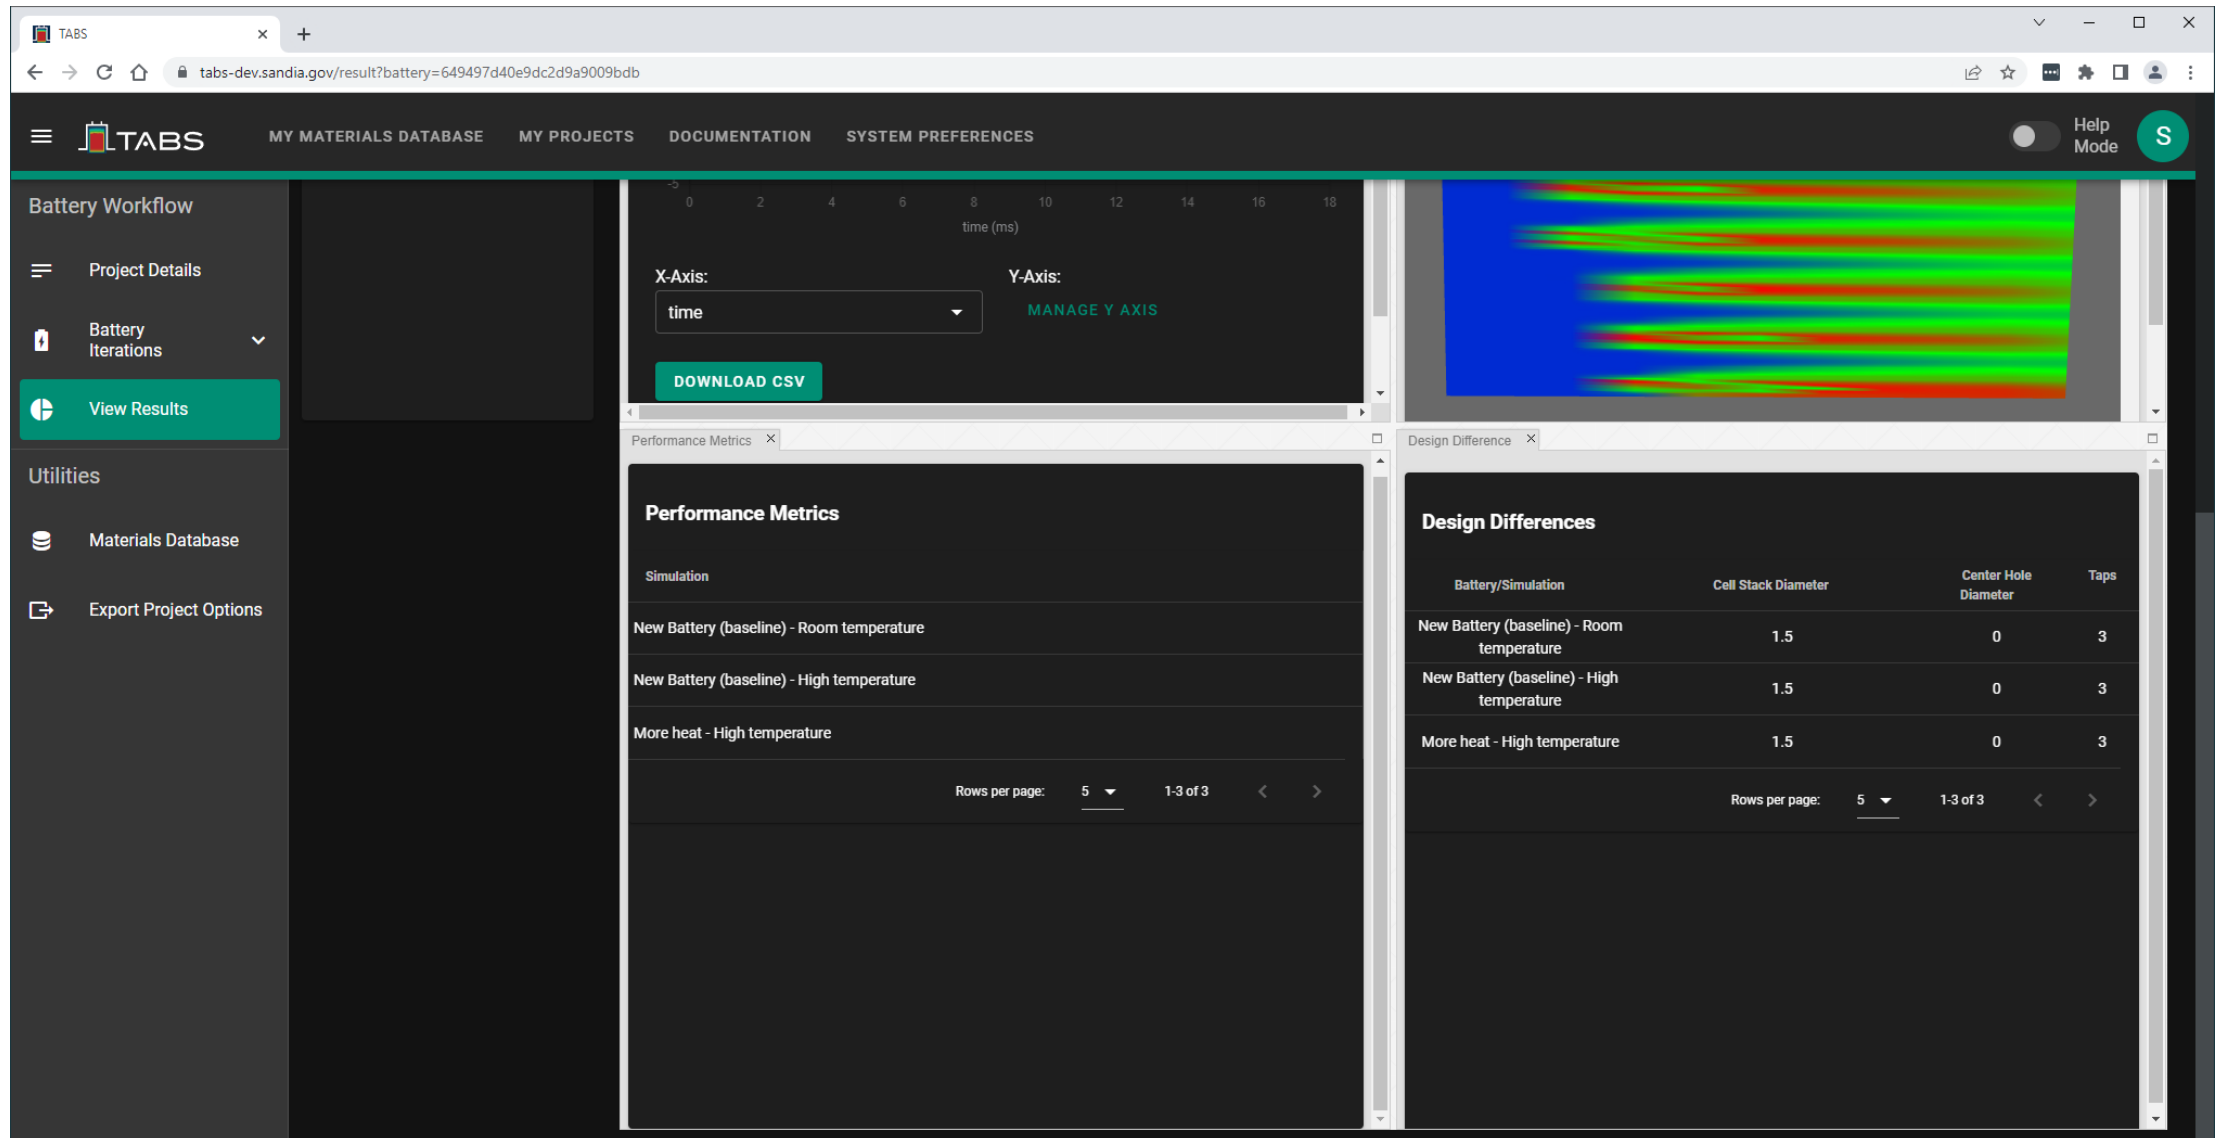 TABS
tabs-dev.sandia.gov/result?battery=649497d40e9dc2d9a9009bdb
TABS
MY MATERIALS DATABASE
MY PROJECTS
DOCUMENTATION
SYSTEM PREFERENCES
Help
Mode
S
Battery Workflow
Project Details
Battery
Iterations
View Results
Utilities
Materials Database
Export Project Options
-5
0 2 4 6 8 10 12 14 16 18
time (ms)
X-Axis:
Y-Axis:
time
MANAGE Y AXIS
DOWNLOAD CSV
Performance Metrics
Performance Metrics
Simulation
New Battery (baseline) - Room temperature
New Battery (baseline) - High temperature
More heat - High temperature
Rows per page: 5 1-3 of 3
Design Difference
Design Differences
Battery/Simulation
Cell Stack Diameter
Center Hole
Diameter
Taps
New Battery (baseline) - Room
temperature
1.5 0 3
New Battery (baseline) - High
temperature
1.5 0 3
More heat - High temperature 1.5 0 3
Rows per page: 5 1-3 of 3